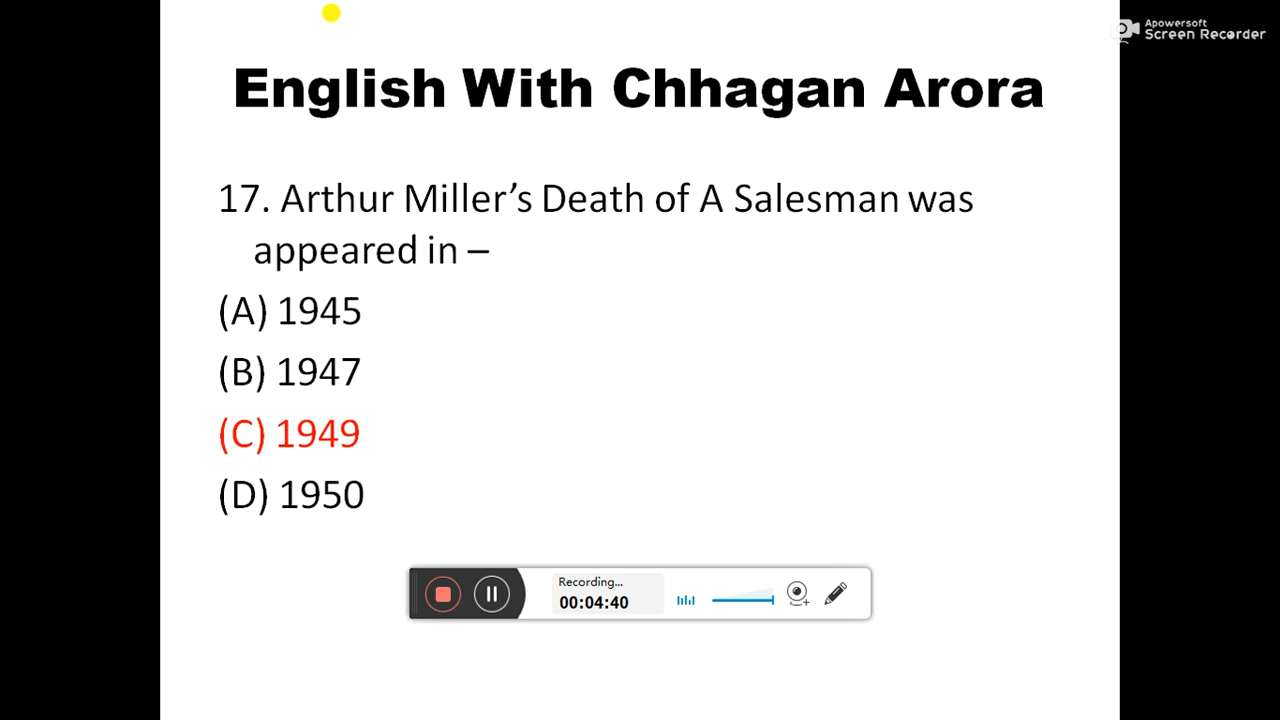 Apowersoft
Screen Recorder
English With Chhagan Arora
17. Arthur Miller’s Death of A Salesman was
appeared in –
(A) 1945
(B) 1947
(C) 1949
(D) 1950
Recording...
00:04:40